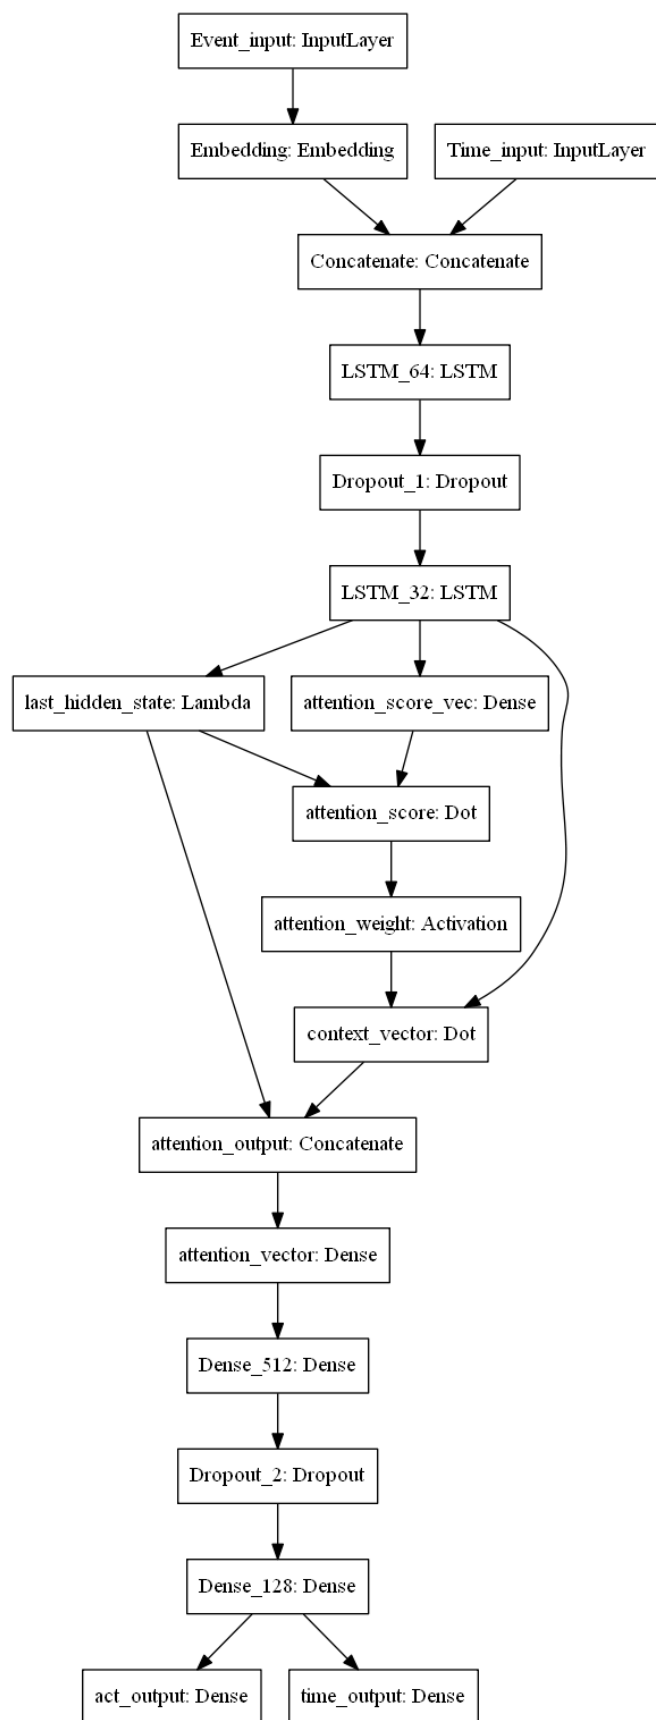 Event_input: InputLayer
Embedding: Embedding
Time_input: InputLayer
Concatenate: Concatenate
LSTM_64: LSTM
Dropout_1: Dropout
LSTM_32: LSTM
last_hidden_state: Lambda
attention_score_vec: Dense
attention_score: Dot
attention_weight: Activation
context_vector: Dot
attention_output: Concatenate
attention_vector: Dense
Dense_512: Dense
Dropout_2: Dropout
Dense_128: Dense
act_output: Dense
time_output: Dense